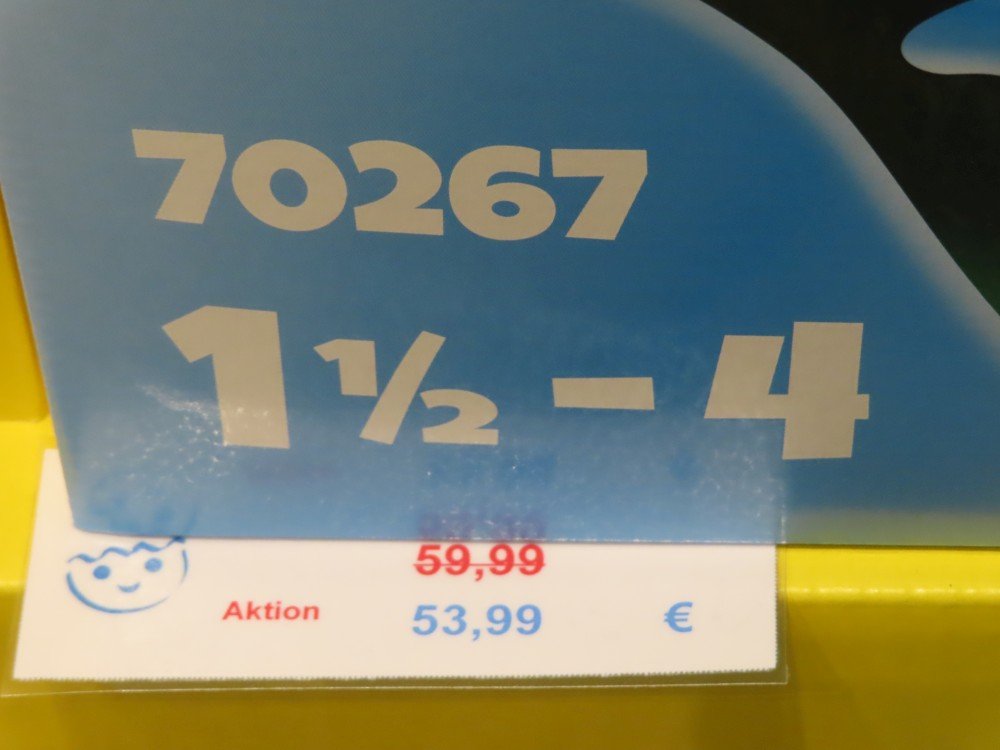 70267
1½ – 4
59,99
Aktion 53,99 €